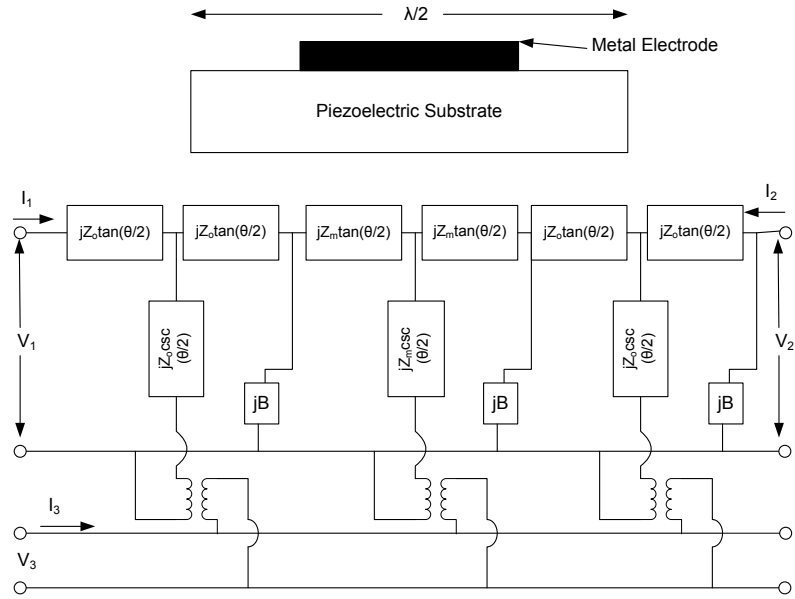 λ/2
Metal Electrode
Piezoelectric Substrate
I₁
I₂
jZₒtan(θ/2)
jZₒtan(θ/2)
jZₘtan(θ/2)
jZₘtan(θ/2)
jZₒtan(θ/2)
jZₒtan(θ/2)
V₁
jZₒcsc
(θ/2)
jZₘcsc
(θ/2)
jZₒcsc
(θ/2)
V₂
jB
jB
jB
I₃
V₃